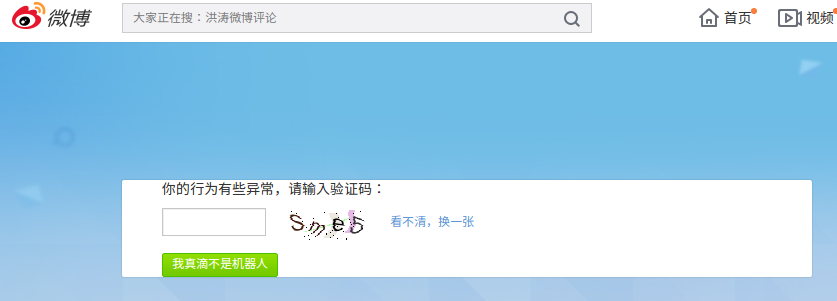 微博
大家正在搜：洪涛微博评论
首页
视频
你的行为有些异常，请输入验证码：
看不清，换一张
我真滴不是机器人